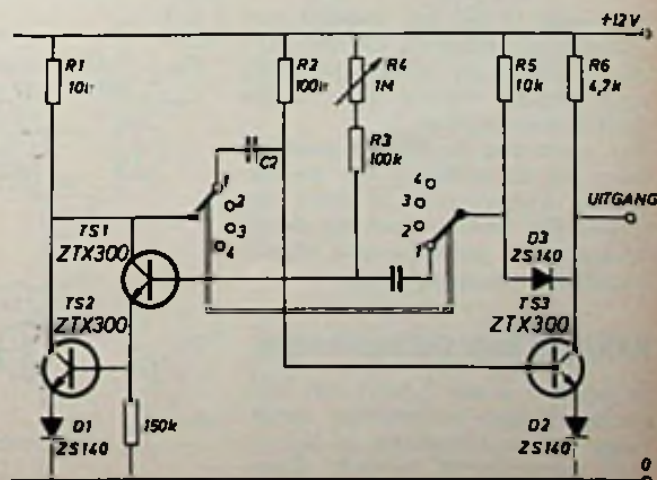 +12V
R1
R2
100k
R4
1M
R5
10k
R6
4,7k
R3
100k
C2
1
2
3
4
4
3
2
1
UITGANG
TS1
ZTX300
D3
ZS140
TS2
ZTX300
TS3
ZTX300
D1
ZS140
150k
D2
ZS140
0